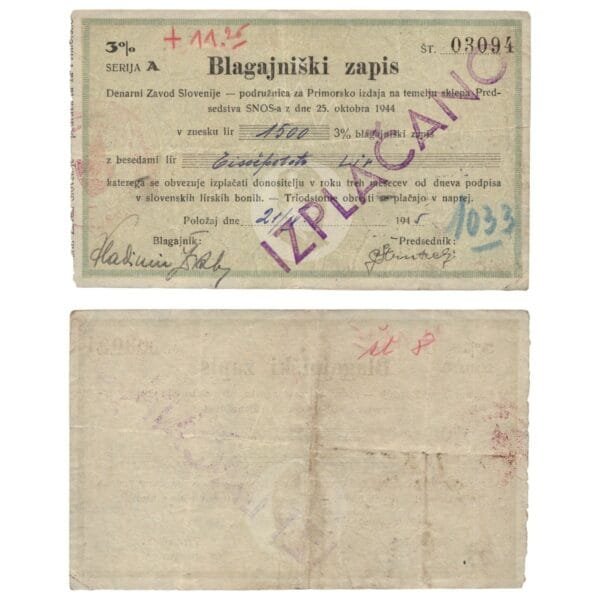 3%
+ 11.25
ŠT. 03094
SERIJA A
Blagajniški zapis
Denarni Zavod Slovenije — podružnica za Primorsko izdaja na temelju sklepa Pred-
sedstva SNOS-a z dne 25. oktobra 1944
v znesku lir 1500 3% blagajniški zapis
z besedami lir Lir
katerega se obvezuje izplačati donositelju v roku treh mesecev od dneva podpisa
v slovenskih lirskih bonih. — Triodstotne obresti se plačajo v naprej.
IZPLAČANO
Položaj dne 1945
1033
Blagajnik: Predsednik:
Vladimir
št 8